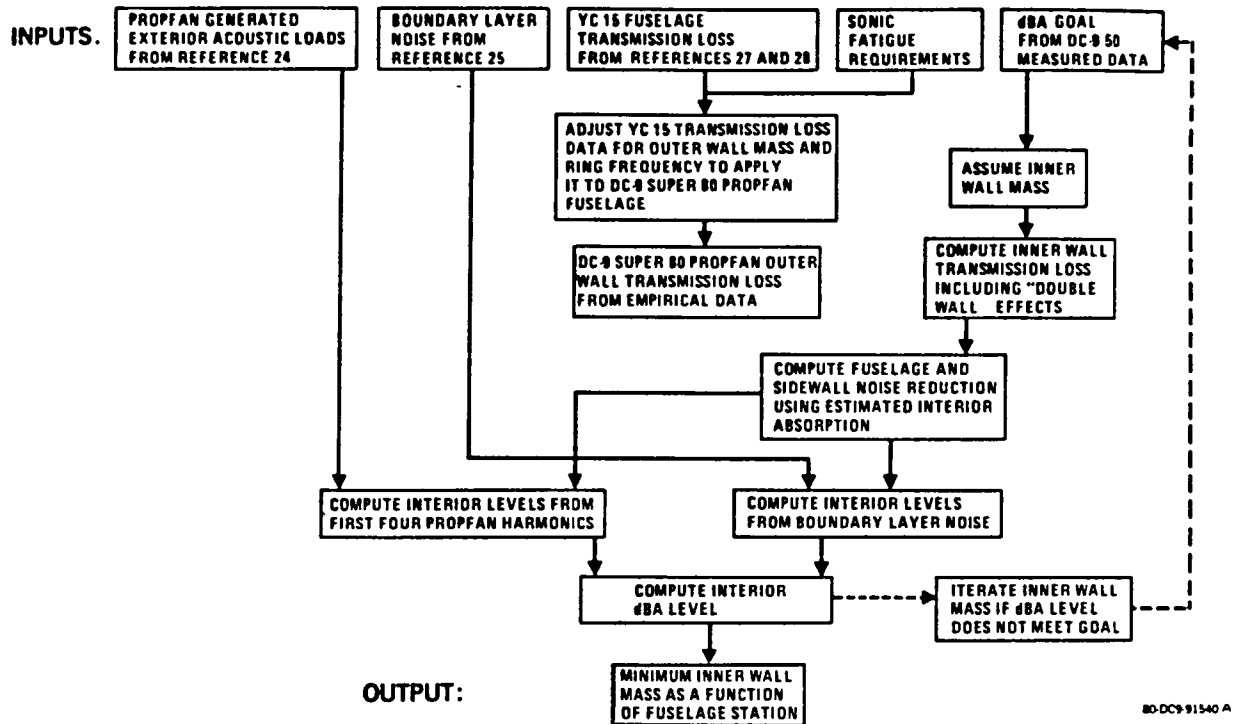 INPUTS.
PROPFAN GENERATED
EXTERIOR ACOUSTIC LOADS
FROM REFERENCE 24
BOUNDARY LAYER
NOISE FROM
REFERENCE 25
YC 15 FUSELAGE
TRANSMISSION LOSS
FROM REFERENCES 27 AND 28
SONIC
FATIGUE
REQUIREMENTS
dBA GOAL
FROM DC-9 50
MEASURED DATA
ADJUST YC 15 TRANSMISSION LOSS
DATA FOR OUTER WALL MASS AND
RING FREQUENCY TO APPLY
IT TO DC-9 SUPER 80 PROPFAN
FUSELAGE
ASSUME INNER
WALL MASS
DC-9 SUPER 80 PROPFAN OUTER
WALL TRANSMISSION LOSS
FROM EMPIRICAL DATA
COMPUTE INNER WALL
TRANSMISSION LOSS
INCLUDING "DOUBLE
WALL EFFECTS
COMPUTE FUSELAGE AND
SIDEWALL NOISE REDUCTION
USING ESTIMATED INTERIOR
ABSORPTION
COMPUTE INTERIOR LEVELS FROM
FIRST FOUR PROPFAN HARMONICS
COMPUTE INTERIOR LEVELS
FROM BOUNDARY LAYER NOISE
COMPUTE INTERIOR
dBA LEVEL
ITERATE INNER WALL
MASS IF dBA LEVEL
DOES NOT MEET GOAL
OUTPUT:
MINIMUM INNER WALL
MASS AS A FUNCTION
OF FUSELAGE STATION
80-DC9-91540 A